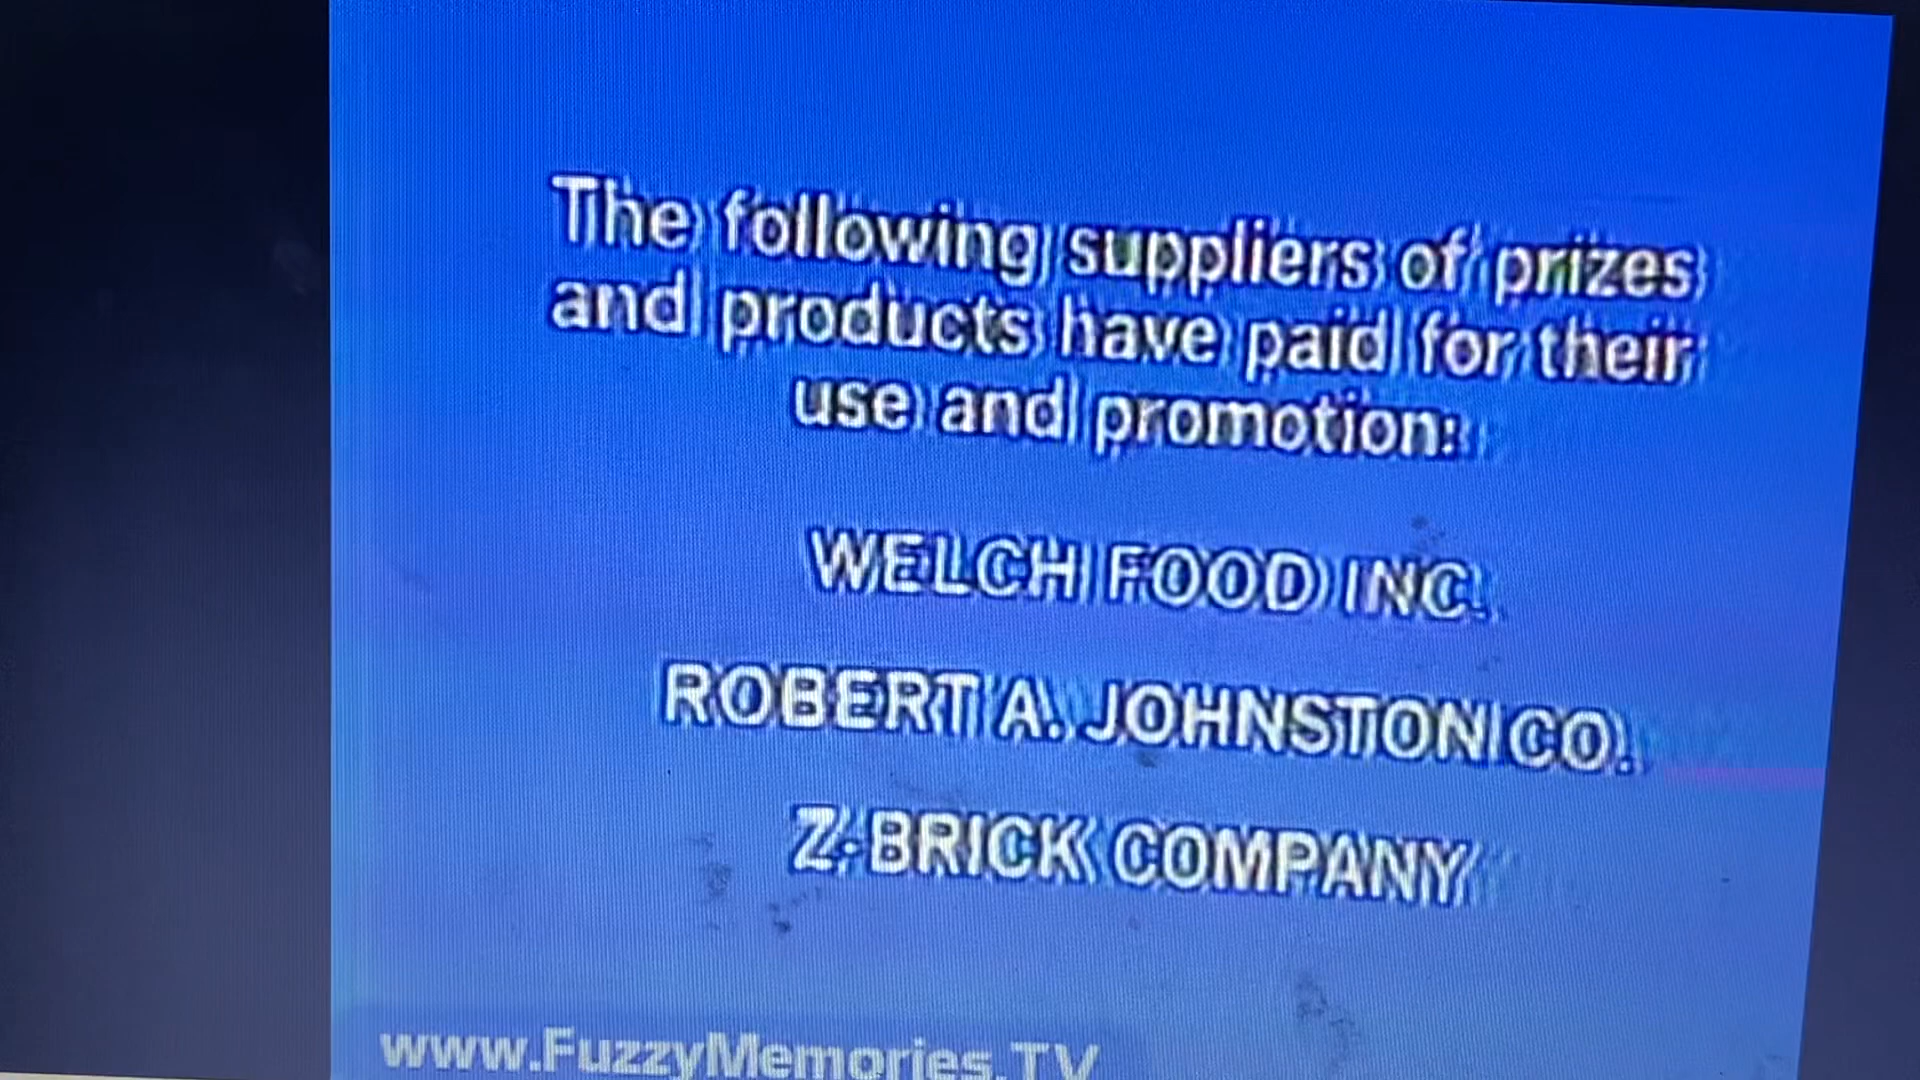 The following suppliers of prizes
and products have paid for their
use and promotion:
WELCH FOOD INC.
ROBERT A. JOHNSTON CO.
Z-BRICK COMPANY
www.FuzzyMemories.TV